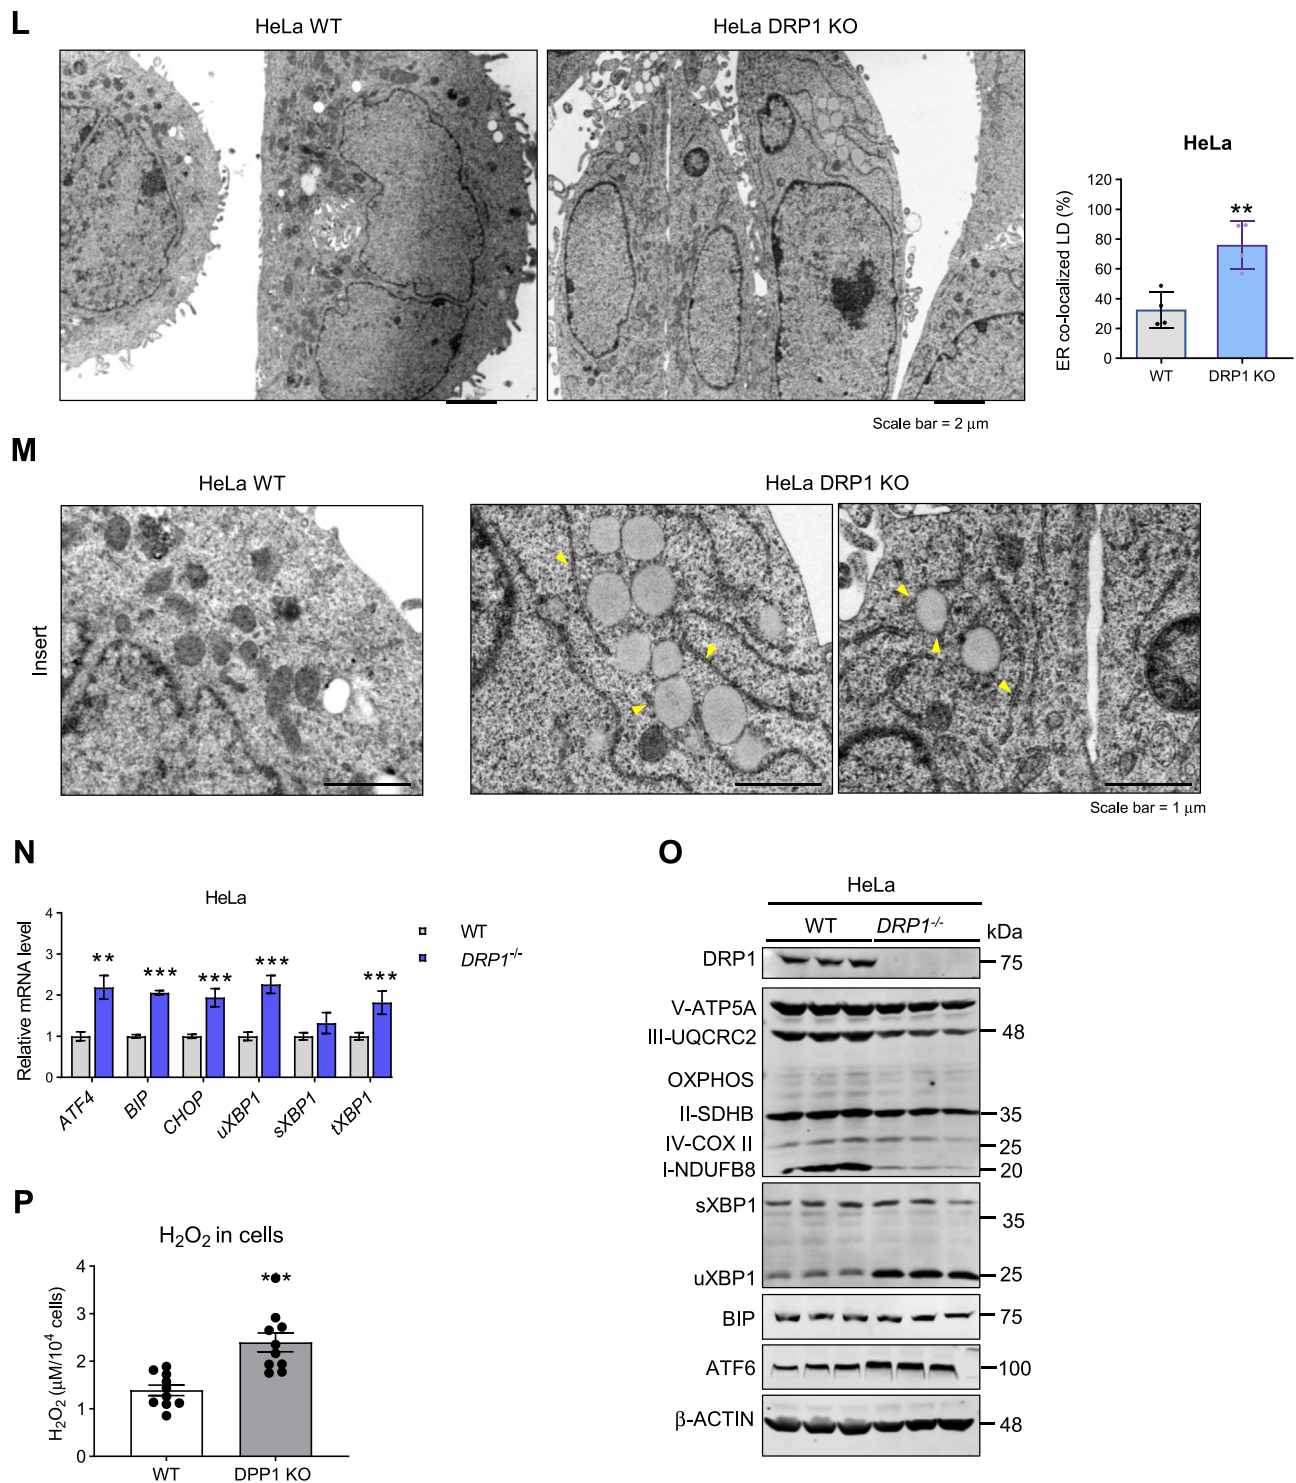 L
HeLa WT
HeLa DRP1 KO
HeLa
ER co-localized LD (%)
120
100
80
60
40
20
0
**
WT
DRP1 KO
Scale bar = 2 μm
M
HeLa WT
HeLa DRP1 KO
Insert
Scale bar = 1 μm
N
HeLa
Relative mRNA level
4
3
2
1
0
** *** *** *** ***
WT
DRP1-/-
ATF4 BIP CHOP uXBP1 sXBP1 tXBP1
O
HeLa
WT DRP1-/- kDa
DRP1 75
V-ATP5A
III-UQCRC2 48
OXPHOS
II-SDHB 35
IV-COX II 25
I-NDUFB8 20
sXBP1
35
uXBP1 25
BIP 75
ATF6 100
β-ACTIN 48
P
H2O2 in cells
H2O2 (μM/10⁴ cells)
4
3
2
1
0
***
WT
DPP1 KO